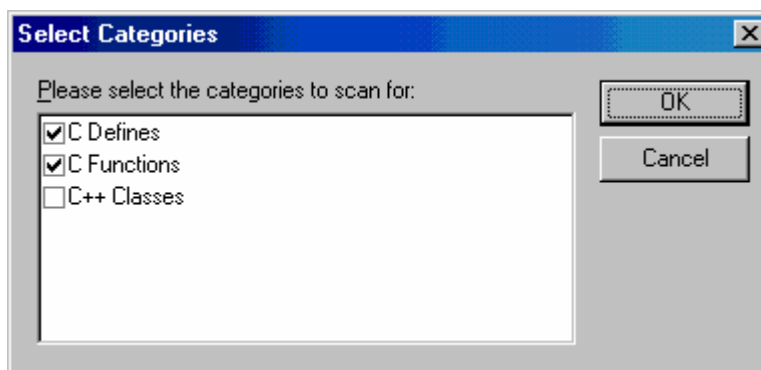 Select Categories
Please select the categories to scan for:
OK
C Defines
C Functions
Cancel
C++ Classes